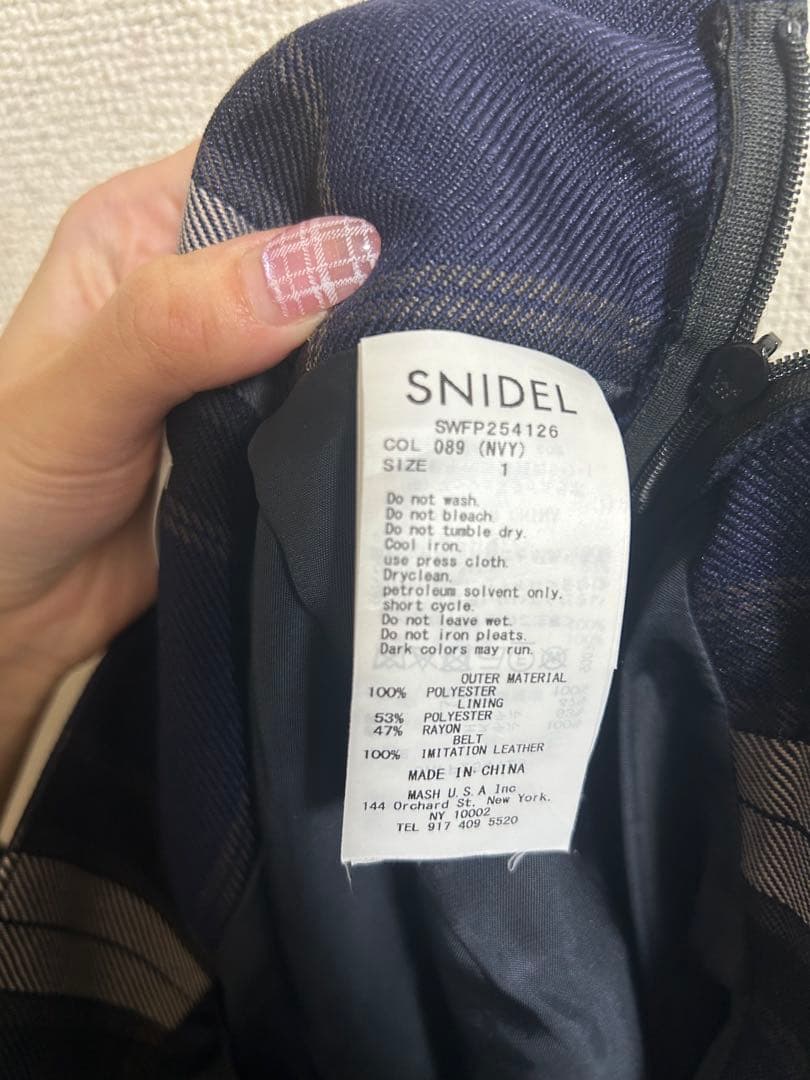 SNIDEL
SWFP254126
COL 089 (NVY)
SIZE 1
Do not wash.
Do not bleach.
Do not tumble dry.
Cool iron.
use press cloth.
Dryclean.
petroleum solvent only.
short cycle.
Do not leave wet.
Do not iron pleats.
Dark colors may run.
OUTER MATERIAL
100% POLYESTER
LINING
53% POLYESTER
47% RAYON
BELT
100% IMITATION LEATHER
MADE IN CHINA
MASH U.S.A Inc
144 Orchard St. New York.
NY 10002
TEL 917 409 5520